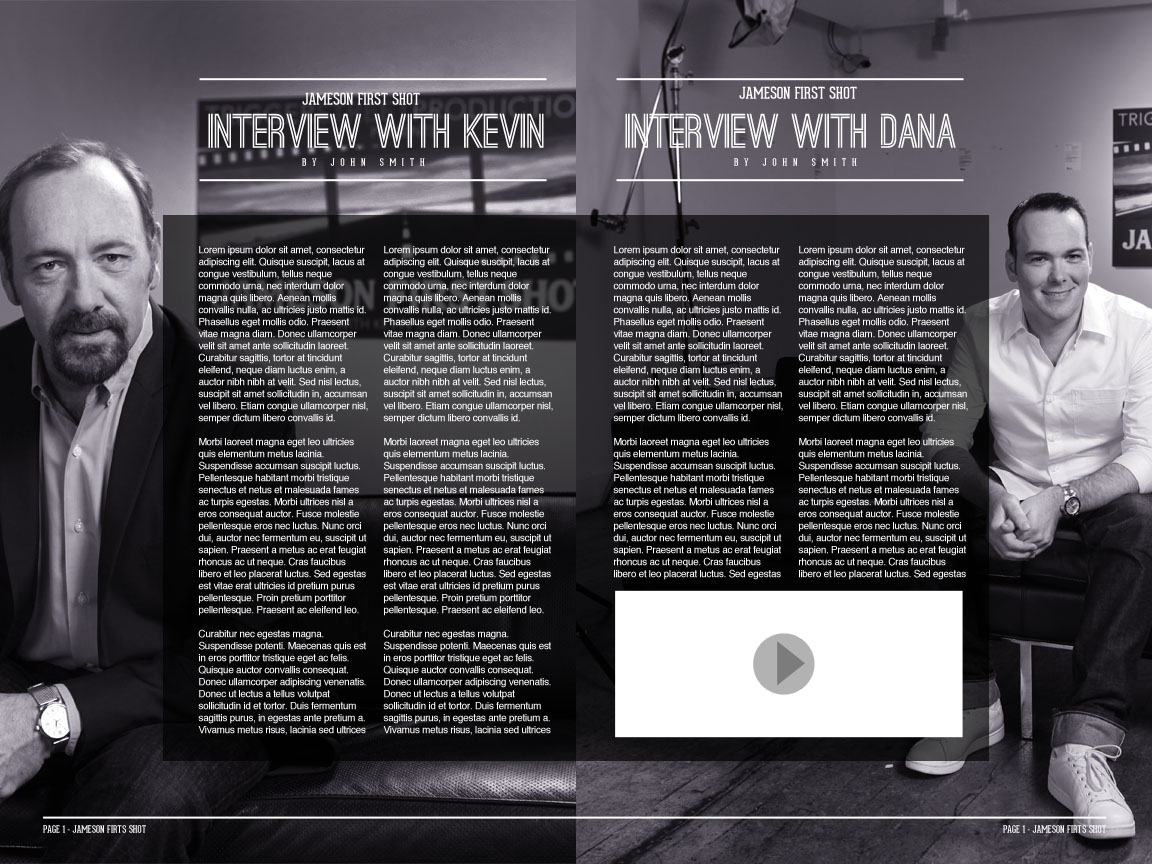 JAMESON FIRST SHOT
INTERVIEW WITH KEVIN
BY JOHN SMITH
Lorem ipsum dolor sit amet, consectetur
adipiscing elit. Quisque suscipit, lacus at
congue vestibulum, tellus neque
commodo urna, nec interdum dolor
magna quis libero. Aenean mollis
convallis nulla, ac ultricies justo mattis id.
Phasellus eget mollis odio. Praesent
vitae magna diam. Donec ullamcorper
velit sit amet ante sollicitudin laoreet.
Curabitur sagittis, tortor at tincidunt
eleifend, neque diam luctus enim, a
auctor nibh nibh at velit. Sed nisl lectus,
suscipit sit amet sollicitudin in, accumsan
vel libero. Etiam congue ullamcorper nisl,
semper dictum libero convallis id.
Morbi laoreet magna eget leo ultricies
quis elementum metus lacinia.
Suspendisse accumsan suscipit luctus.
Pellentesque habitant morbi tristique
senectus et netus et malesuada fames
ac turpis egestas. Morbi ultrices nisl a
eros consequat auctor. Fusce molestie
pellentesque eros nec luctus. Nunc orci
dui, auctor nec fermentum eu, suscipit ut
sapien. Praesent a metus ac erat feugiat
rhoncus ac ut neque. Cras faucibus
libero et leo placerat luctus. Sed egestas
est vitae erat ultricies id pretium purus
pellentesque. Proin pretium porttitor
pellentesque. Praesent ac eleifend leo.
Curabitur nec egestas magna.
Suspendisse potenti. Maecenas quis est
in eros porttitor tristique eget ac felis.
Quisque auctor convallis consequat.
Donec ullamcorper adipiscing venenatis.
Donec ut lectus a tellus volutpat
sollicitudin id et tortor. Duis fermentum
sagittis purus, in egestas ante pretium a.
Vivamus metus risus, lacinia sed ultrices
Lorem ipsum dolor sit amet, consectetur
adipiscing elit. Quisque suscipit, lacus at
congue vestibulum, tellus neque
commodo urna, nec interdum dolor
magna quis libero. Aenean mollis
convallis nulla, ac ultricies justo mattis id.
Phasellus eget mollis odio. Praesent
vitae magna diam. Donec ullamcorper
velit sit amet ante sollicitudin laoreet.
Curabitur sagittis, tortor at tincidunt
eleifend, neque diam luctus enim, a
auctor nibh nibh at velit. Sed nisl lectus,
suscipit sit amet sollicitudin in, accumsan
vel libero. Etiam congue ullamcorper nisl,
semper dictum libero convallis id.
Morbi laoreet magna eget leo ultricies
quis elementum metus lacinia.
Suspendisse accumsan suscipit luctus.
Pellentesque habitant morbi tristique
senectus et netus et malesuada fames
ac turpis egestas. Morbi ultrices nisl a
eros consequat auctor. Fusce molestie
pellentesque eros nec luctus. Nunc orci
dui, auctor nec fermentum eu, suscipit ut
sapien. Praesent a metus ac erat feugiat
rhoncus ac ut neque. Cras faucibus
libero et leo placerat luctus. Sed egestas
est vitae erat ultricies id pretium purus
pellentesque. Proin pretium porttitor
pellentesque. Praesent ac eleifend leo.
Curabitur nec egestas magna.
Suspendisse potenti. Maecenas quis est
in eros porttitor tristique eget ac felis.
Quisque auctor convallis consequat.
Donec ullamcorper adipiscing venenatis.
Donec ut lectus a tellus volutpat
sollicitudin id et tortor. Duis fermentum
sagittis purus, in egestas ante pretium a.
Vivamus metus risus, lacinia sed ultrices
PAGE 1 - JAMESON FIRTS SHOT
JAMESON FIRST SHOT
INTERVIEW WITH DANA
BY JOHN SMITH
TRIG
JA
Lorem ipsum dolor sit amet, consectetur
adipiscing elit. Quisque suscipit, lacus at
congue vestibulum, tellus neque
commodo urna, nec interdum dolor
magna quis libero. Aenean mollis
convallis nulla, ac ultricies justo mattis id.
Phasellus eget mollis odio. Praesent
vitae magna diam. Donec ullamcorper
velit sit amet ante sollicitudin laoreet.
Curabitur sagittis, tortor at tincidunt
eleifend, neque diam luctus enim, a
auctor nibh nibh at velit. Sed nisl lectus,
suscipit sit amet sollicitudin in, accumsan
vel libero. Etiam congue ullamcorper nisl,
semper dictum libero convallis id.
Morbi laoreet magna eget leo ultricies
quis elementum metus lacinia.
Suspendisse accumsan suscipit luctus.
Pellentesque habitant morbi tristique
senectus et netus et malesuada fames
ac turpis egestas. Morbi ultrices nisl a
eros consequat auctor. Fusce molestie
pellentesque eros nec luctus. Nunc orci
dui, auctor nec fermentum eu, suscipit ut
sapien. Praesent a metus ac erat feugiat
rhoncus ac ut neque. Cras faucibus
libero et leo placerat luctus. Sed egestas
Lorem ipsum dolor sit amet, consectetur
adipiscing elit. Quisque suscipit, lacus at
congue vestibulum, tellus neque
commodo urna, nec interdum dolor
magna quis libero. Aenean mollis
convallis nulla, ac ultricies justo mattis id.
Phasellus eget mollis odio. Praesent
vitae magna diam. Donec ullamcorper
velit sit amet ante sollicitudin laoreet.
Curabitur sagittis, tortor at tincidunt
eleifend, neque diam luctus enim, a
auctor nibh nibh at velit. Sed nisl lectus,
suscipit sit amet sollicitudin in, accumsan
vel libero. Etiam congue ullamcorper nisl,
semper dictum libero convallis id.
Morbi laoreet magna eget leo ultricies
quis elementum metus lacinia.
Suspendisse accumsan suscipit luctus.
Pellentesque habitant morbi tristique
senectus et netus et malesuada fames
ac turpis egestas. Morbi ultrices nisl a
eros consequat auctor. Fusce molestie
pellentesque eros nec luctus. Nunc orci
dui, auctor nec fermentum eu, suscipit ut
sapien. Praesent a metus ac erat feugiat
rhoncus ac ut neque. Cras faucibus
libero et leo placerat luctus. Sed egestas
PAGE 1 - JAMESON FIRTS SHOT